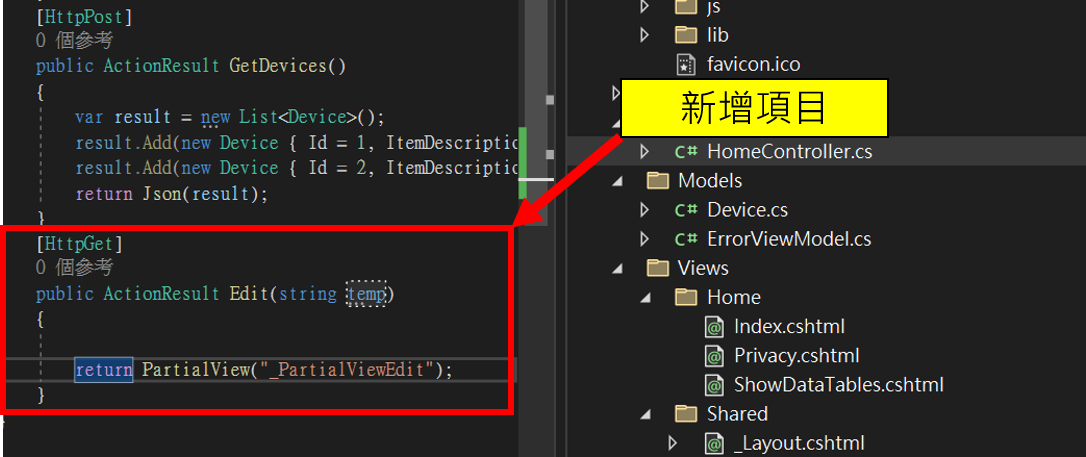 [HttpPost]
0 個參考
public ActionResult GetDevices()
{
var result = new List<Device>();
result.Add(new Device { Id = 1, ItemDescriptio
result.Add(new Device { Id = 2, ItemDescriptio
return Json(result);
}
[HttpGet]
0 個參考
public ActionResult Edit(string temp)
{
return PartialView("_PartialViewEdit");
}
}
新增項目
js
lib
favicon.ico
C# HomeController.cs
Models
C# Device.cs
C# ErrorViewModel.cs
Views
Home
Index.cshtml
Privacy.cshtml
ShowDataTables.cshtml
Shared
_Layout.cshtml